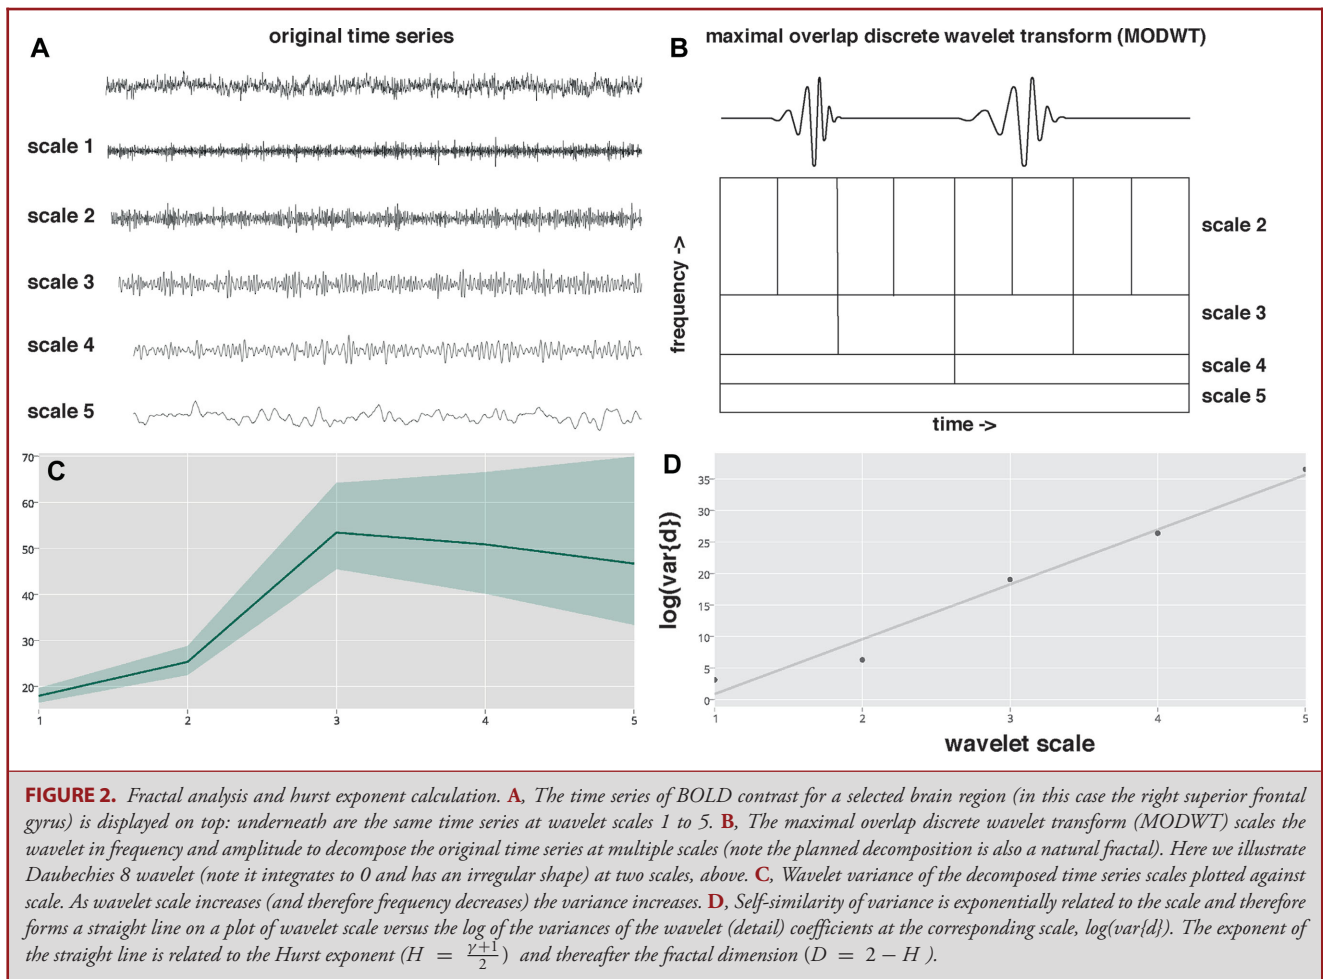 A
original time series
scale 1
scale 2
scale 3
scale 4
scale 5
B
maximal overlap discrete wavelet transform (MODWT)
frequency ->
scale 2
scale 3
scale 4
scale 5
time ->
C
70
60
50
40
30
20
1
2
3
4
5
D
log(var{d})
35
30
25
20
15
10
5
0
1
2
3
4
5
wavelet scale
FIGURE 2. Fractal analysis and hurst exponent calculation. A, The time series of BOLD contrast for a selected brain region (in this case the right superior frontal
gyrus) is displayed on top: underneath are the same time series at wavelet scales 1 to 5. B, The maximal overlap discrete wavelet transform (MODWT) scales the
wavelet in frequency and amplitude to decompose the original time series at multiple scales (note the planned decomposition is also a natural fractal). Here we illustrate
Daubechies 8 wavelet (note it integrates to 0 and has an irregular shape) at two scales, above. C, Wavelet variance of the decomposed time series scales plotted against
scale. As wavelet scale increases (and therefore frequency decreases) the variance increases. D, Self-similarity of variance is exponentially related to the scale and therefore
forms a straight line on a plot of wavelet scale versus the log of the variances of the wavelet (detail) coefficients at the corresponding scale, log(var{d}). The exponent of
the straight line is related to the Hurst exponent (H = γ+1/2) and thereafter the fractal dimension (D = 2 − H ).